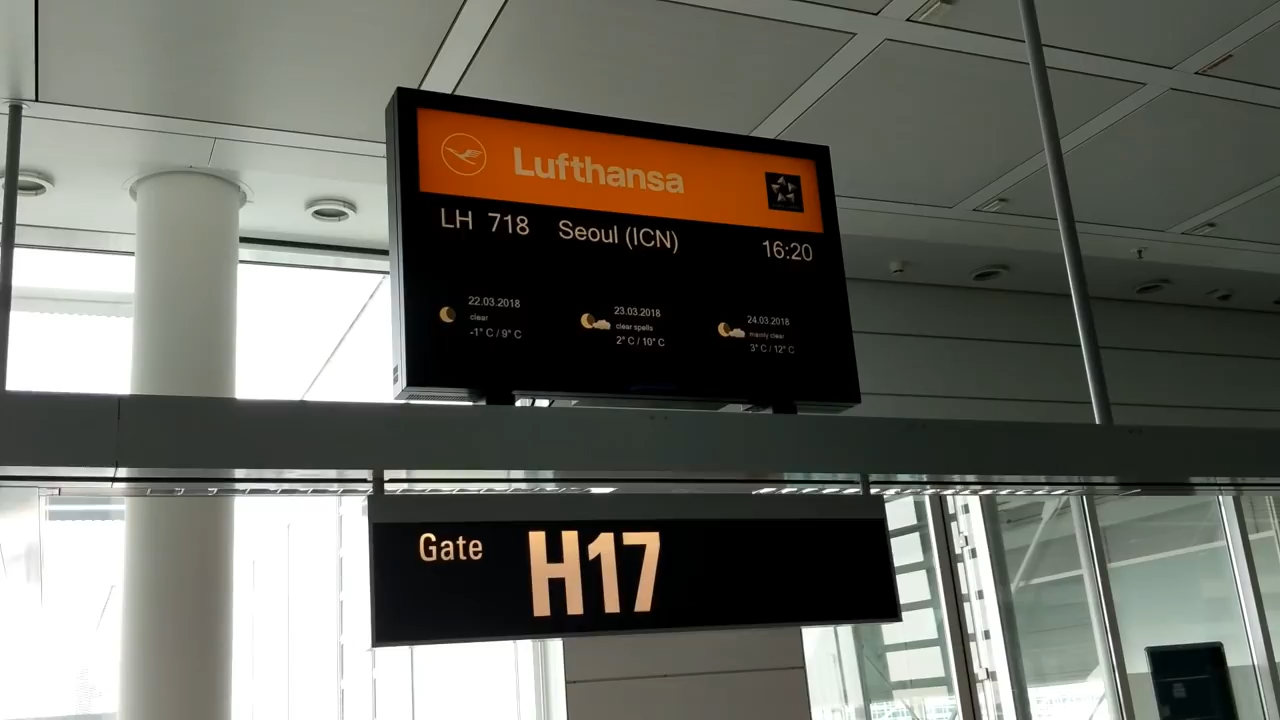 Lufthansa
LH 718 Seoul (ICN) 16:20
22.03.2018
clear
-1° C / 9° C
23.03.2018
clear spells
2° C / 10° C
24.03.2018
mainly clear
3° C / 12° C
Gate H17